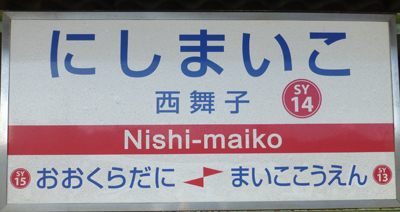 にしまいこ
西舞子
SY
14
Nishi-maiko
SY
15
おおくらだに
まいここうえん
SY
13